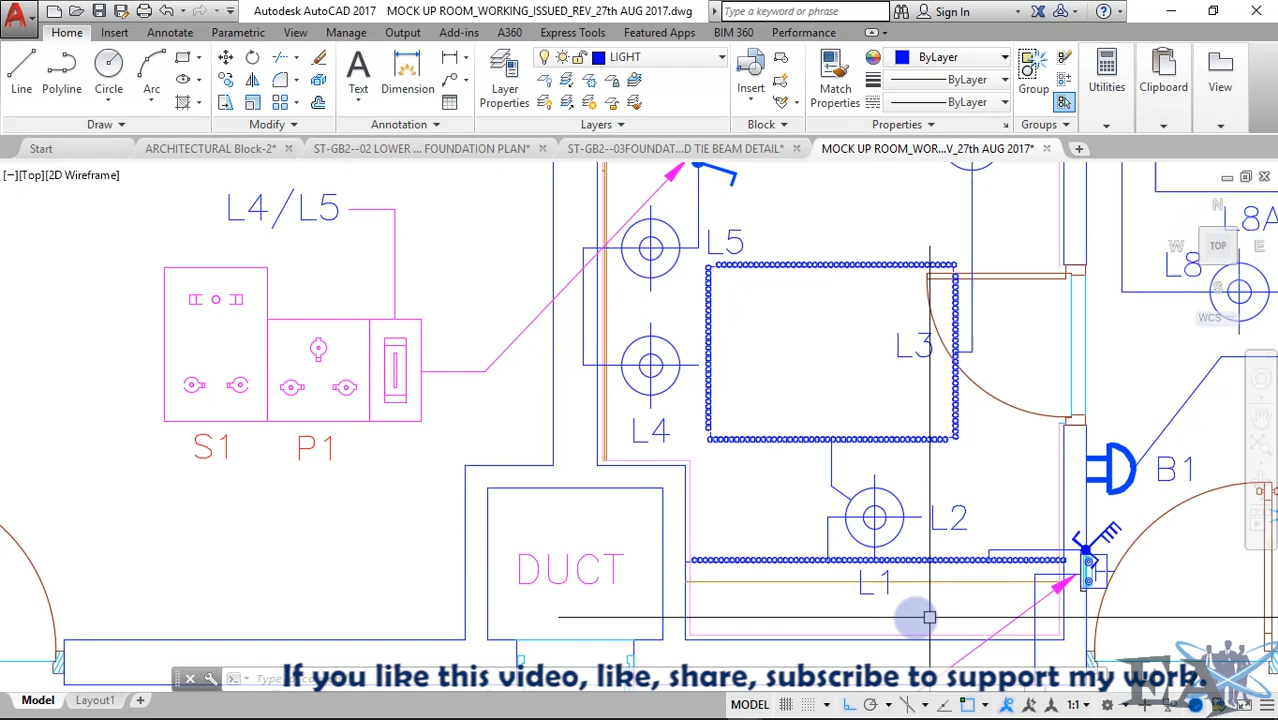 Autodesk AutoCAD 2017 MOCK UP ROOM_WORKING_ISSUED_REV_27th AUG 2017.dwg Type a keyword or phrase Sign In
Home Insert Annotate Parametric View Manage Output Add-ins A360 Express Tools Featured Apps BIM 360 Performance
LIGHT ByLayer
ByLayer
ByLayer
Line Polyline Circle Arc Text Dimension Layer Properties Insert Match Properties Group Utilities Clipboard View
Draw Modify Annotation Layers Block Properties Groups
Start ARCHITECTURAL Block-2* ST-GB2--02 LOWER ... FOUNDATION PLAN* ST-GB2--03FOUNDAT...D TIE BEAM DETAIL* MOCK UP ROOM_WOR...V_27th AUG 2017*
[−][Top][2D Wireframe]
L4/L5
L5
L8A
N
W TOP E
S
L8
WCS
L3
L4
S1 P1
B1
L2
DUCT
L1
If you like this video, like, share, subscribe to support my work.
EA
Model Layout1 MODEL 1:1